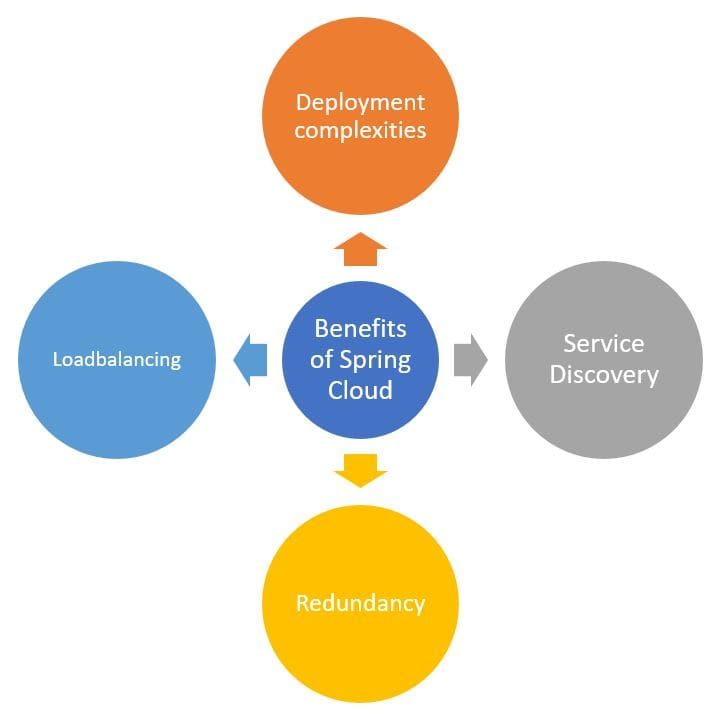 Deployment
complexities
Loadbalancing
Benefits
of Spring
Cloud
Service
Discovery
Redundancy